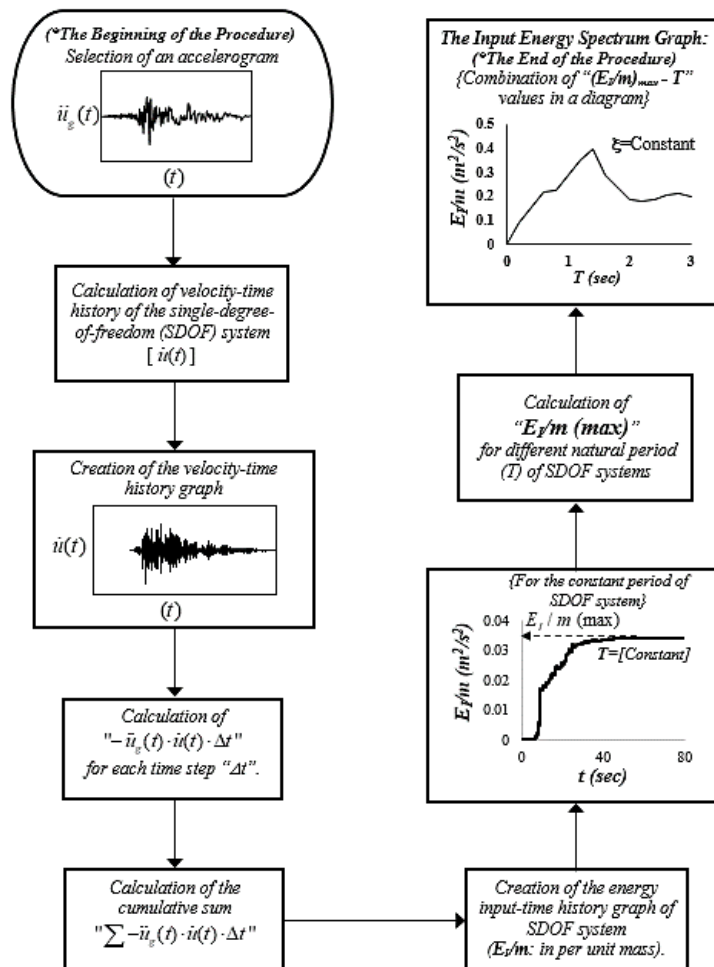 (*The Beginning of the Procedure)
Selection of an accelerogram
ü_g(t)
(t)
Calculation of velocity-time
history of the single-degree-
of-freedom (SDOF) system
[ u̇(t) ]
Creation of the velocity-time
history graph
u̇(t)
(t)
Calculation of
"− ü_g(t) · u̇(t) · Δt"
for each time step “Δt”.
Calculation of the
cumulative sum
"∑ − ü_g(t) · u̇(t) · Δt"
Creation of the energy
input-time history graph of
SDOF system
(E_I/m: in per unit mass).
{For the constant period of
SDOF system}
E_I / m (max)
T=[Constant]
E_I/m (m²/s²)
0.04
0.03
0.02
0.01
0
0
40
80
t (sec)
Calculation of
“E_I/m (max)”
for different natural period
(T) of SDOF systems
The Input Energy Spectrum Graph:
(*The End of the Procedure)
{Combination of “(E_I/m)_max - T”
values in a diagram}
ξ=Constant
E_I/m (m²/s²)
0.5
0.4
0.3
0.2
0.1
0
0
1
2
3
T (sec)